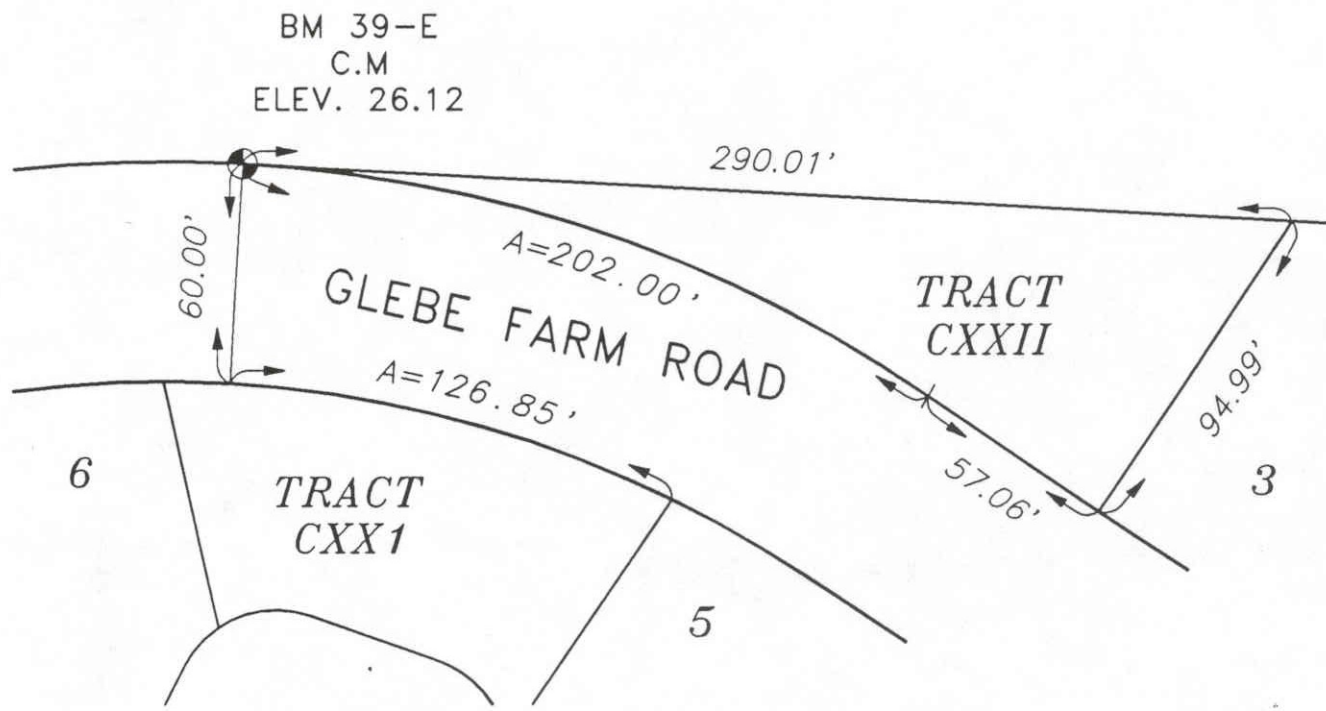 BM 39-E
C.M
ELEV. 26.12
290.01'
60.00'
A=202.00'
GLEBE FARM ROAD
TRACT
CXXII
A=126.85'
94.99'
57.06'
6
TRACT
CXX1
3
5